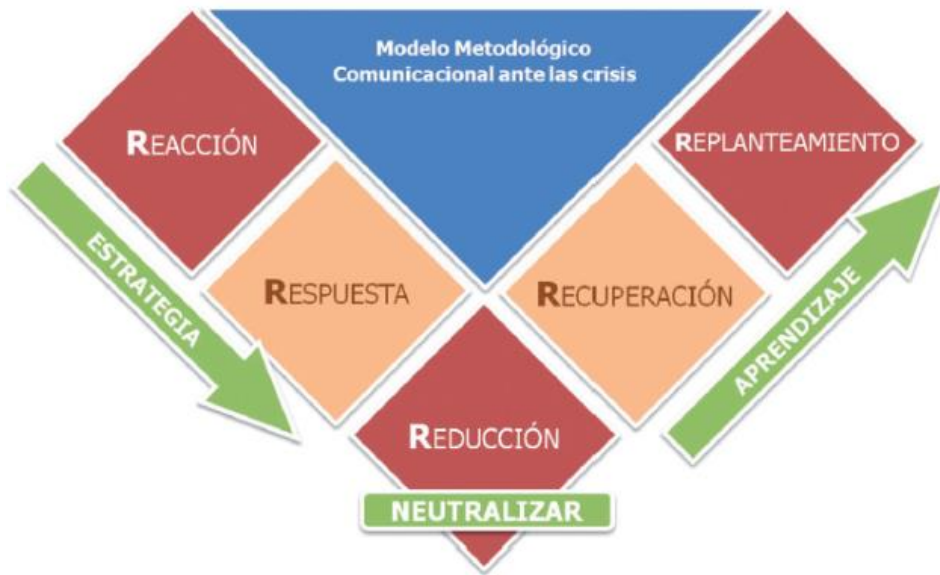 Modelo Metodológico
Comunicacional ante las crisis
REACCIÓN
REPLANTEAMIENTO
ESTRATEGIA
RESPUESTA
RECUPERACIÓN
APRENDIZAJE
REDUCCIÓN
NEUTRALIZAR